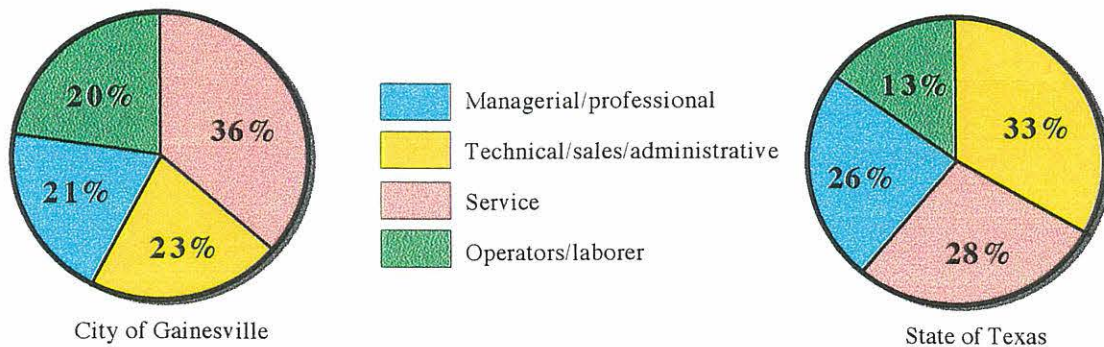 20%
36%
21%
23%
City of Gainesville
Managerial/professional
Technical/sales/administrative
Service
Operators/laborer
13%
33%
26%
28%
State of Texas